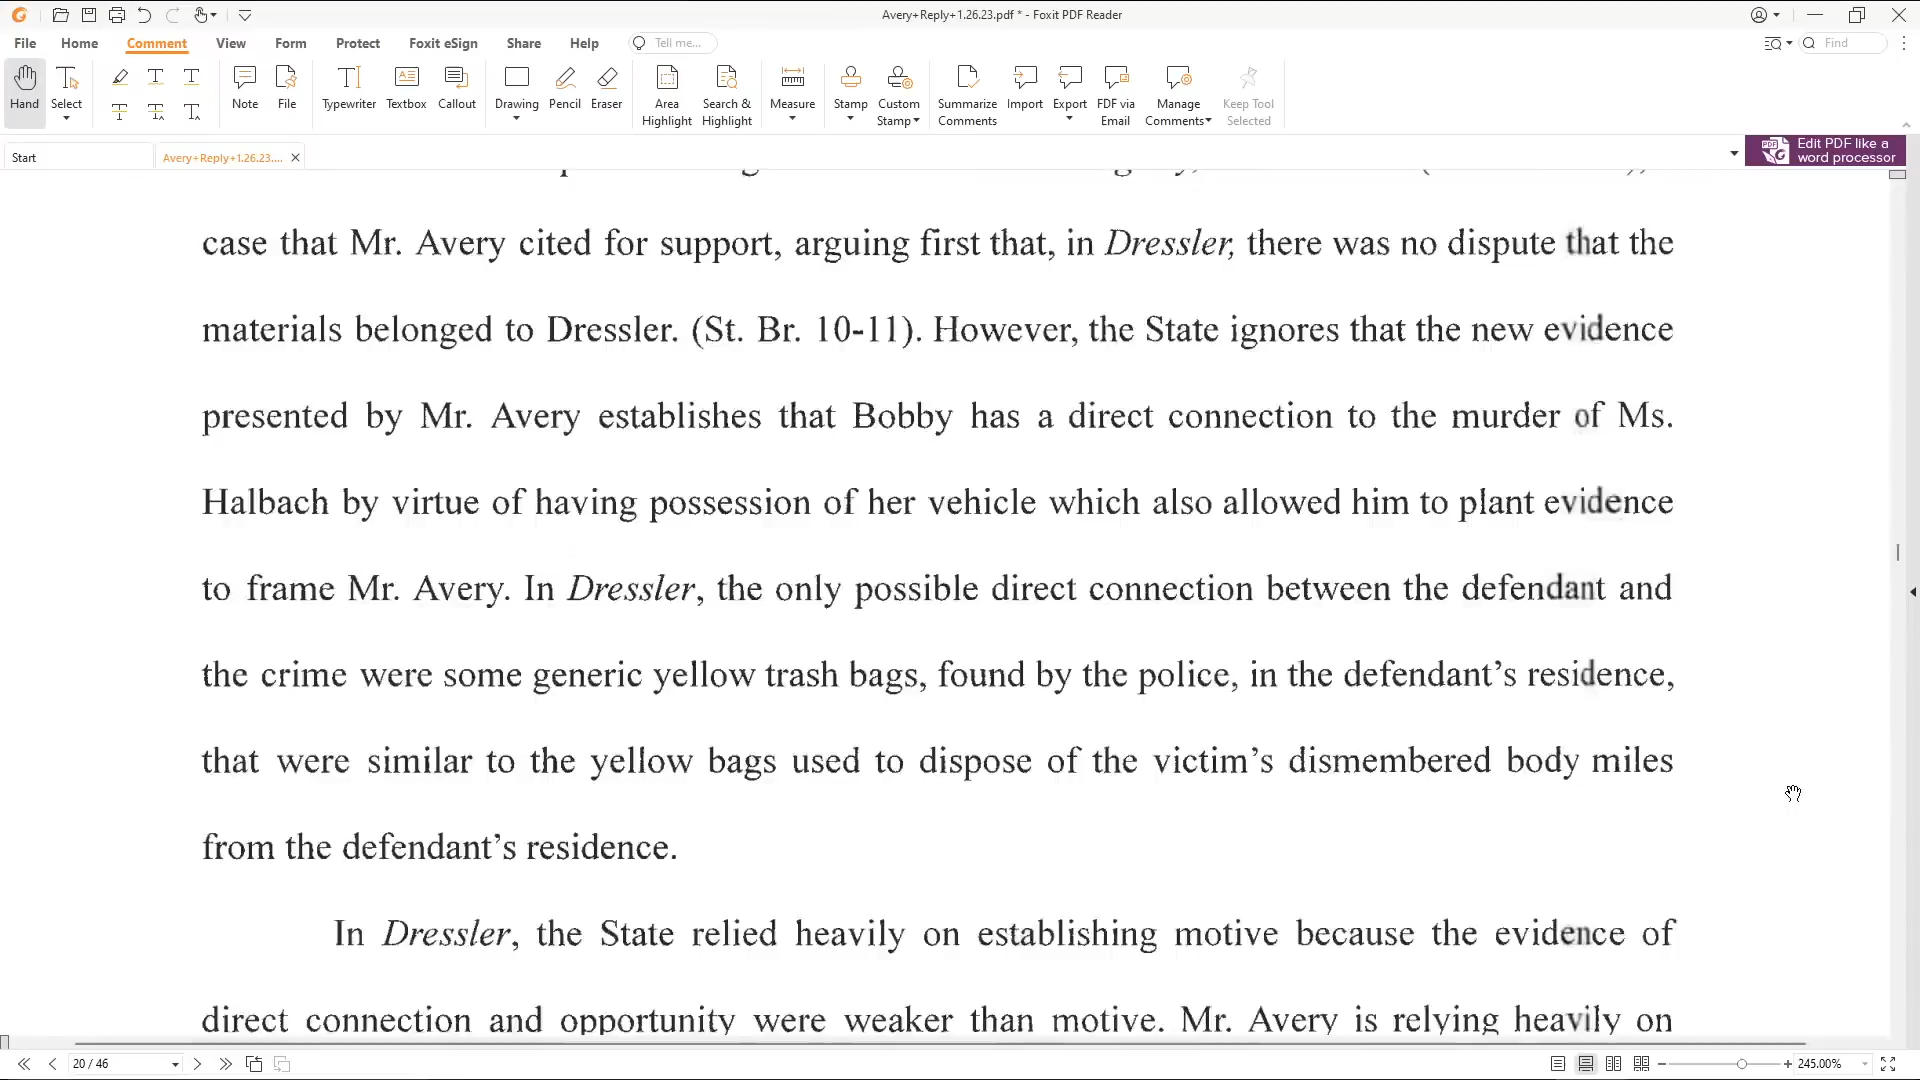 Avery+Reply+1.26.23.pdf * - Foxit PDF Reader
File Home Comment View Form Protect Foxit eSign Share Help Tell me... Find
Hand Select Note File Typewriter Textbox Callout Drawing Pencil Eraser Area Highlight Search & Highlight Measure Stamp Custom Stamp Summarize Comments Import Export FDF via Email Manage Comments Keep Tool Selected
Start Avery+Reply+1.26.23.... Edit PDF like a word processor
case that Mr. Avery cited for support, arguing first that, in Dressler, there was no dispute that the
materials belonged to Dressler. (St. Br. 10-11). However, the State ignores that the new evidence
presented by Mr. Avery establishes that Bobby has a direct connection to the murder of Ms.
Halbach by virtue of having possession of her vehicle which also allowed him to plant evidence
to frame Mr. Avery. In Dressler, the only possible direct connection between the defendant and
the crime were some generic yellow trash bags, found by the police, in the defendant’s residence,
that were similar to the yellow bags used to dispose of the victim’s dismembered body miles
from the defendant’s residence.
In Dressler, the State relied heavily on establishing motive because the evidence of
direct connection and opportunity were weaker than motive. Mr. Avery is relying heavily on
20 / 46 245.00%